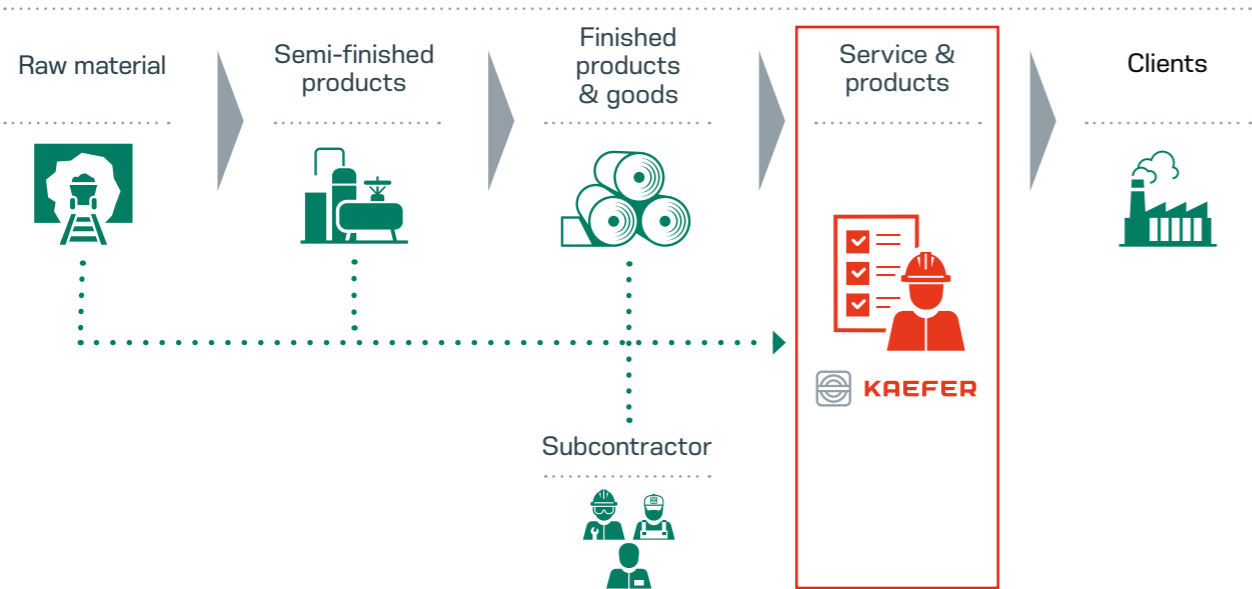 Raw material
Semi-finished
products
Finished
products
& goods
Service &
products
Clients
KAEFER
Subcontractor